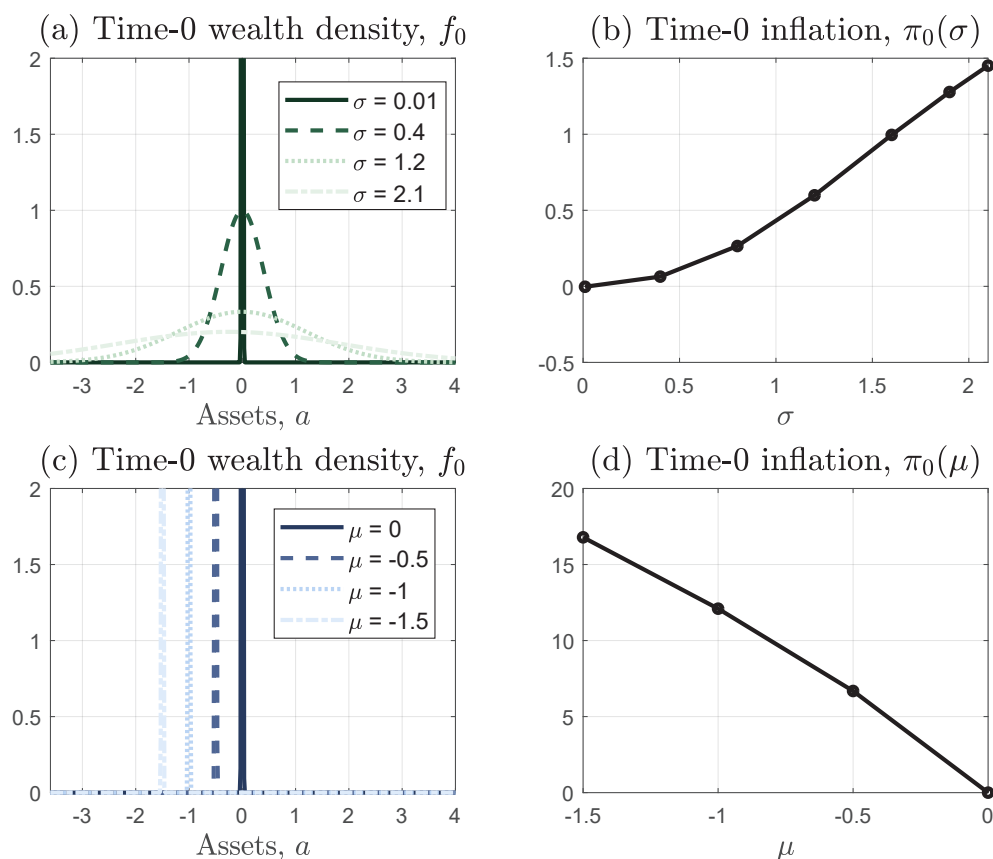 (a) Time-0 wealth density, f₀
2
1.5
1
0.5
0
-3 -2 -1 0 1 2 3 4
Assets, a
σ = 0.01
σ = 0.4
σ = 1.2
σ = 2.1
(b) Time-0 inflation, π₀(σ)
1.5
1
0.5
0
-0.5
0 0.5 1 1.5 2
σ
(c) Time-0 wealth density, f₀
2
1.5
1
0.5
0
-3 -2 -1 0 1 2 3 4
Assets, a
μ = 0
μ = -0.5
μ = -1
μ = -1.5
(d) Time-0 inflation, π₀(μ)
20
15
10
5
0
-1.5 -1 -0.5 0
μ